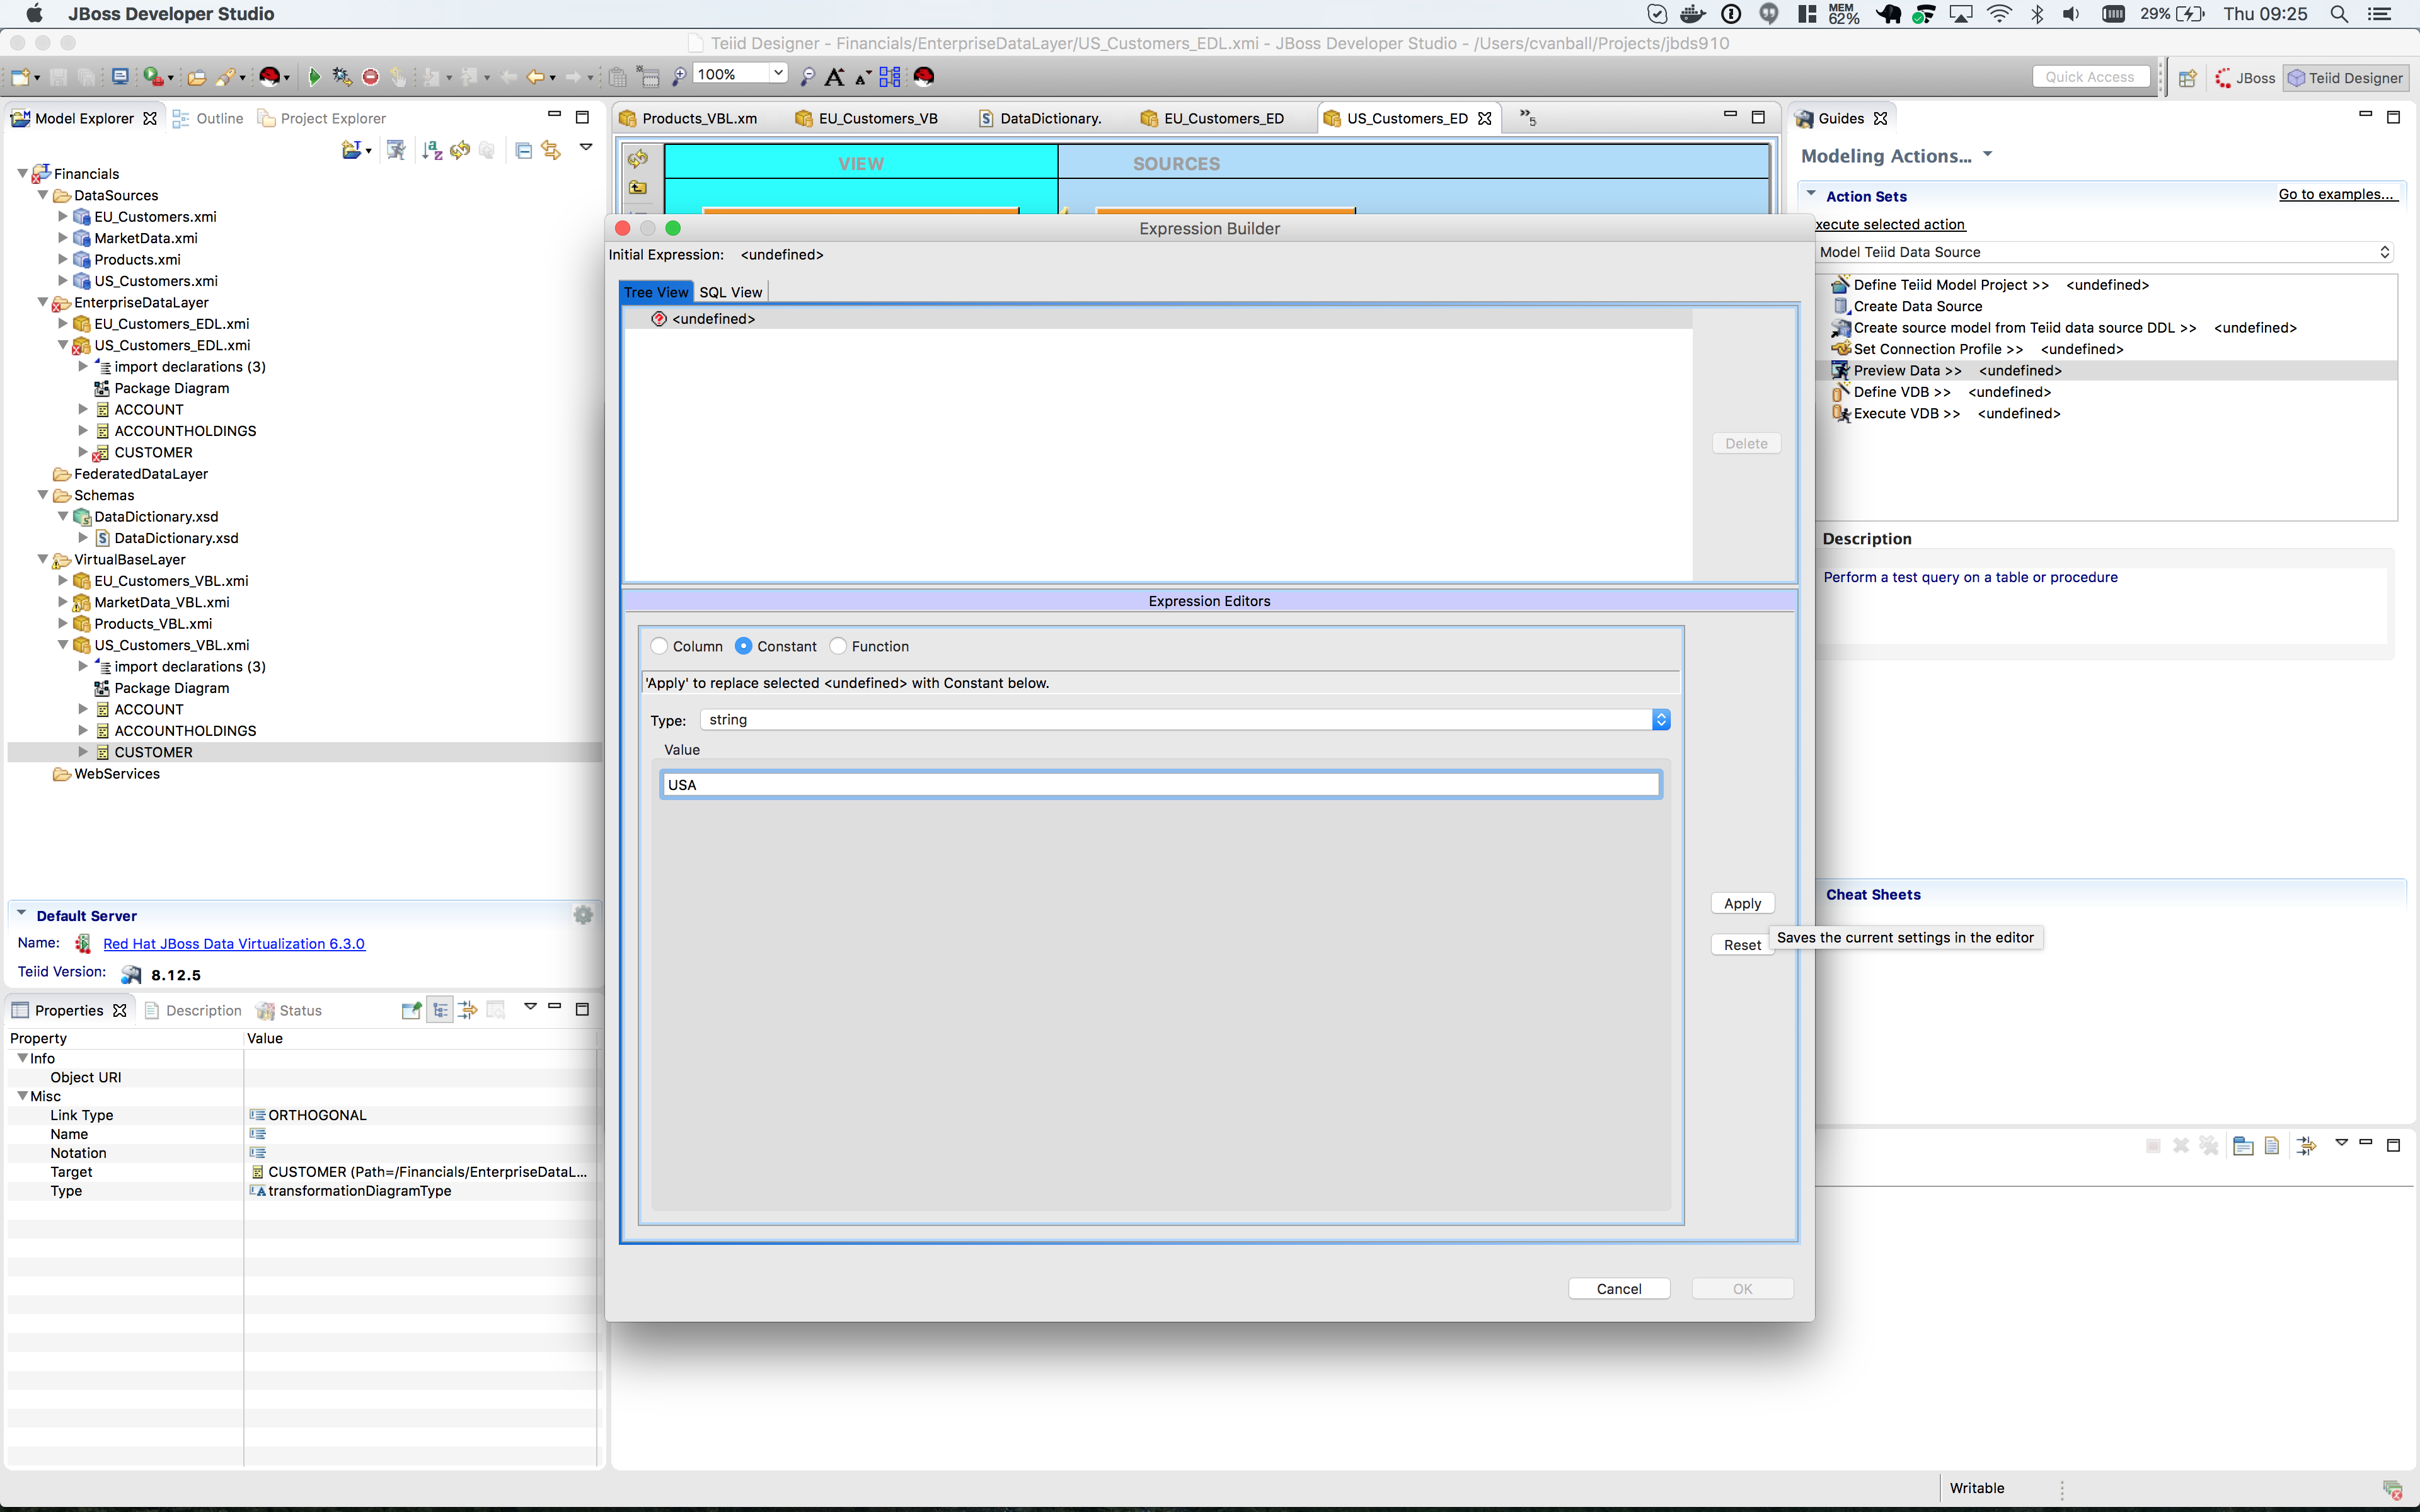 JBoss Developer Studio
MEM
62%
29%
Thu 09:25
Teiid Designer - Financials/EnterpriseDataLayer/US_Customers_EDL.xmi - JBoss Developer Studio - /Users/cvanball/Projects/jbds910
100%
Quick Access
JBoss
Teiid Designer
Model Explorer
Outline
Project Explorer
Financials
DataSources
EU_Customers.xmi
MarketData.xmi
Products.xmi
US_Customers.xmi
EnterpriseDataLayer
EU_Customers_EDL.xmi
US_Customers_EDL.xmi
import declarations (3)
Package Diagram
ACCOUNT
ACCOUNTHOLDINGS
CUSTOMER
FederatedDataLayer
Schemas
DataDictionary.xsd
DataDictionary.xsd
VirtualBaseLayer
EU_Customers_VBL.xmi
MarketData_VBL.xmi
Products_VBL.xmi
US_Customers_VBL.xmi
import declarations (3)
Package Diagram
ACCOUNT
ACCOUNTHOLDINGS
CUSTOMER
WebServices
Default Server
Name: Red Hat JBoss Data Virtualization 6.3.0
Teiid Version: 8.12.5
Properties
Description
Status
Property Value
Info
Object URI
Misc
Link Type ORTHOGONAL
Name
Notation
Target CUSTOMER (Path=/Financials/EnterpriseDataL...
Type transformationDiagramType
Products_VBL.xm
EU_Customers_VB
DataDictionary.
EU_Customers_ED
US_Customers_ED
5
VIEW
SOURCES
Expression Builder
Initial Expression: <undefined>
Tree View
SQL View
<undefined>
Delete
Expression Editors
Column
Constant
Function
'Apply' to replace selected <undefined> with Constant below.
Type: string
Value
USA
Apply
Reset
Saves the current settings in the editor
Cancel
OK
Guides
Modeling Actions...
Action Sets
Go to examples...
xecute selected action
Model Teiid Data Source
Define Teiid Model Project >> <undefined>
Create Data Source
Create source model from Teiid data source DDL >> <undefined>
Set Connection Profile >> <undefined>
Preview Data >> <undefined>
Define VDB >> <undefined>
Execute VDB >> <undefined>
Description
Perform a test query on a table or procedure
Cheat Sheets
Writable